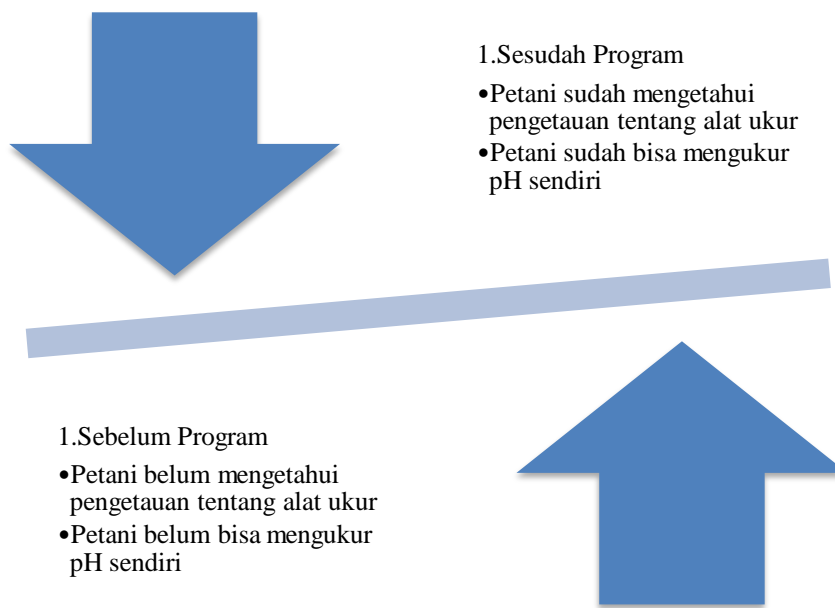 1.Sesudah Program
•Petani sudah mengetahui
pengetauan tentang alat ukur
•Petani sudah bisa mengukur
pH sendiri
1.Sebelum Program
•Petani belum mengetahui
pengetauan tentang alat ukur
•Petani belum bisa mengukur
pH sendiri